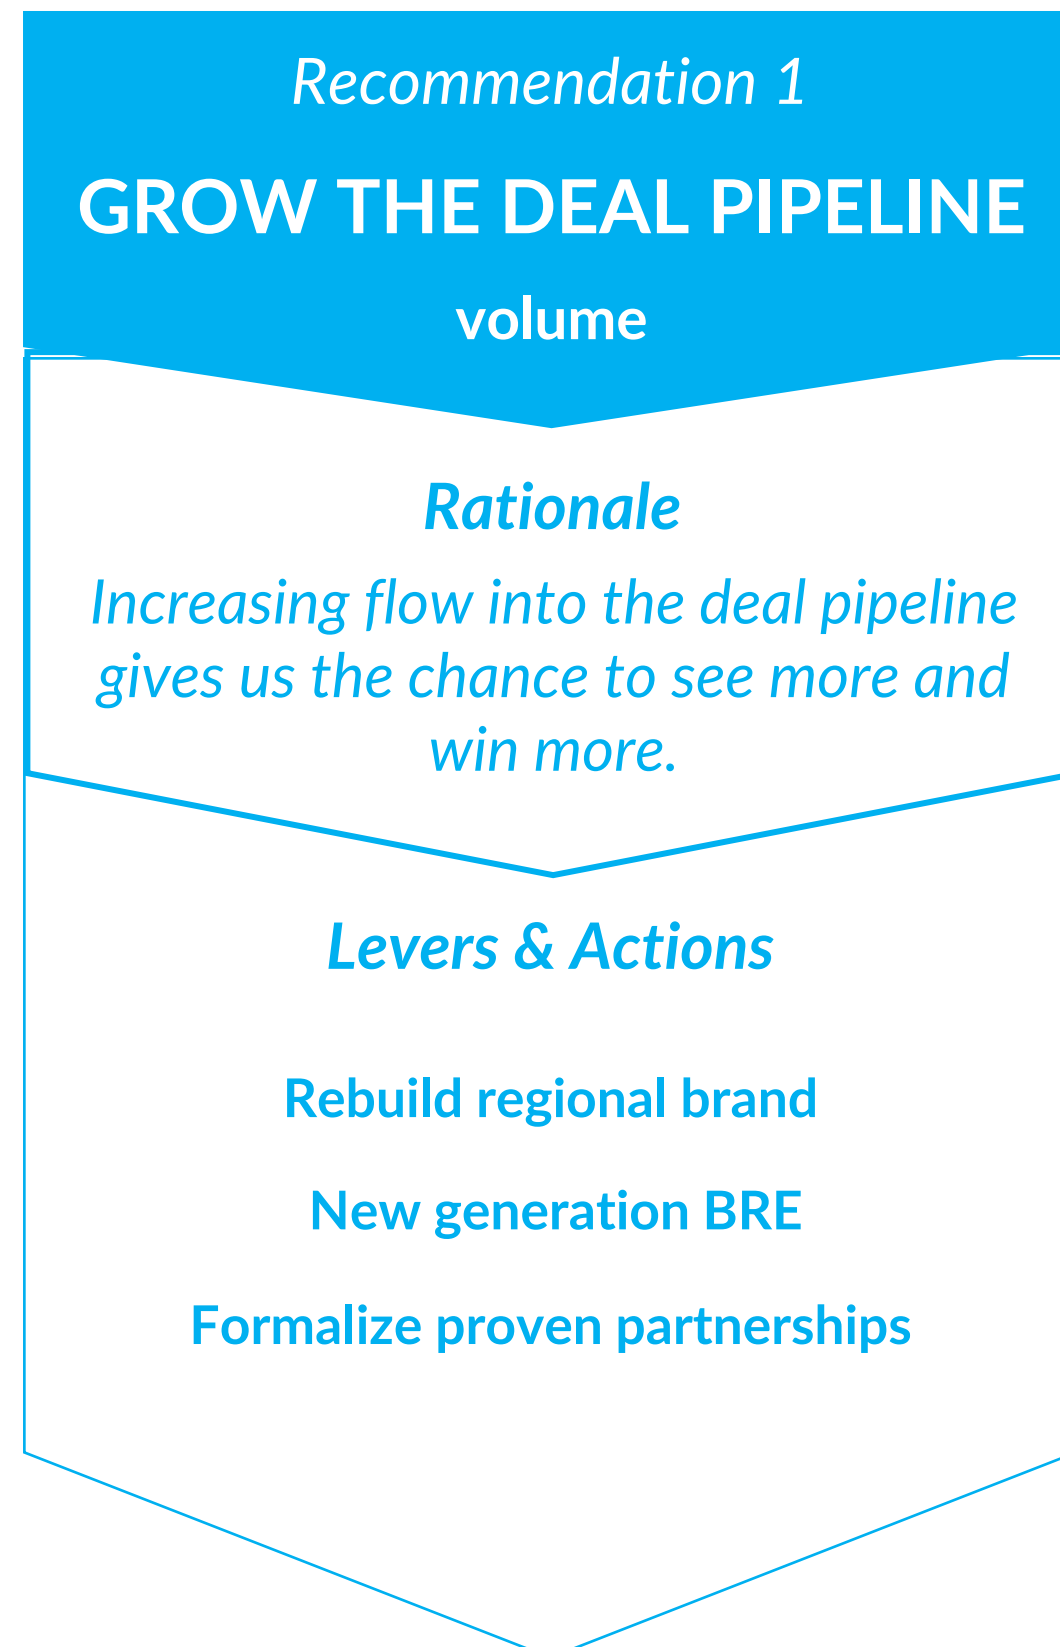 Recommendation 1
GROW THE DEAL PIPELINE
volume
Rationale
Increasing flow into the deal pipeline
gives us the chance to see more and
win more.
Levers & Actions
Rebuild regional brand
New generation BRE
Formalize proven partnerships